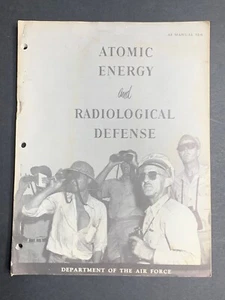 ATOMIC
ENERGY
and
RADIOLOGICAL
DEFENSE
DEPARTMENT OF THE AIR FORCE